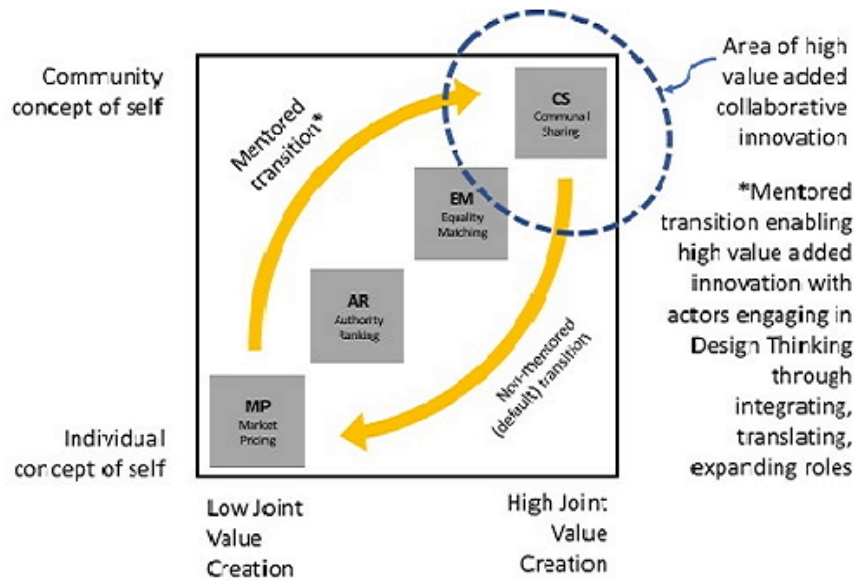 Community
concept of self
Mentored
transition*
CS
Communal
Sharing
EM
Equality
Matching
AR
Authority
Ranking
MP
Market
Pricing
Non-mentored
(default) transition
Individual
concept of self
Low Joint
Value
Creation
High Joint
Value
Creation
Area of high
value added
collaborative
innovation
*Mentored
transition enabling
high value added
innovation with
actors engaging in
Design Thinking
through
integrating,
translating,
expanding roles